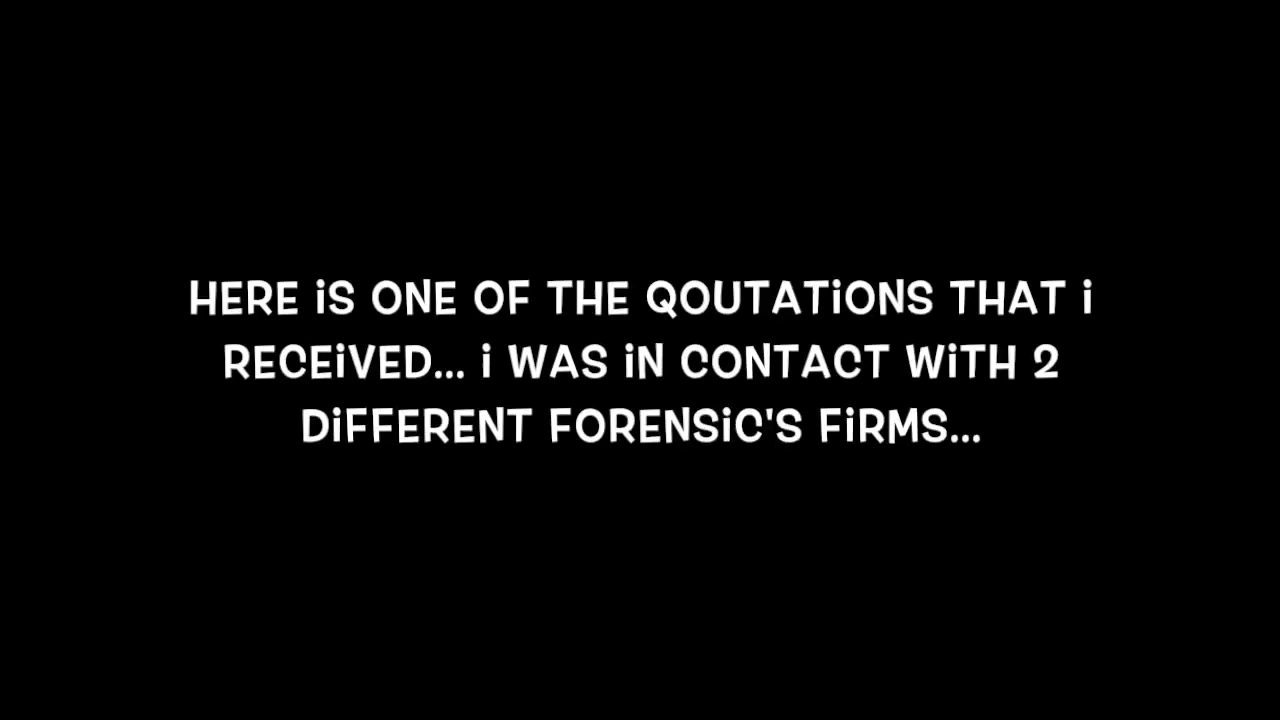 HERE iS ONE OF THE QOUTATiONS THAT i
RECEiVED... i WAS iN CONTACT WiTH 2
DiFFERENT FORENSiC'S FiRMS...